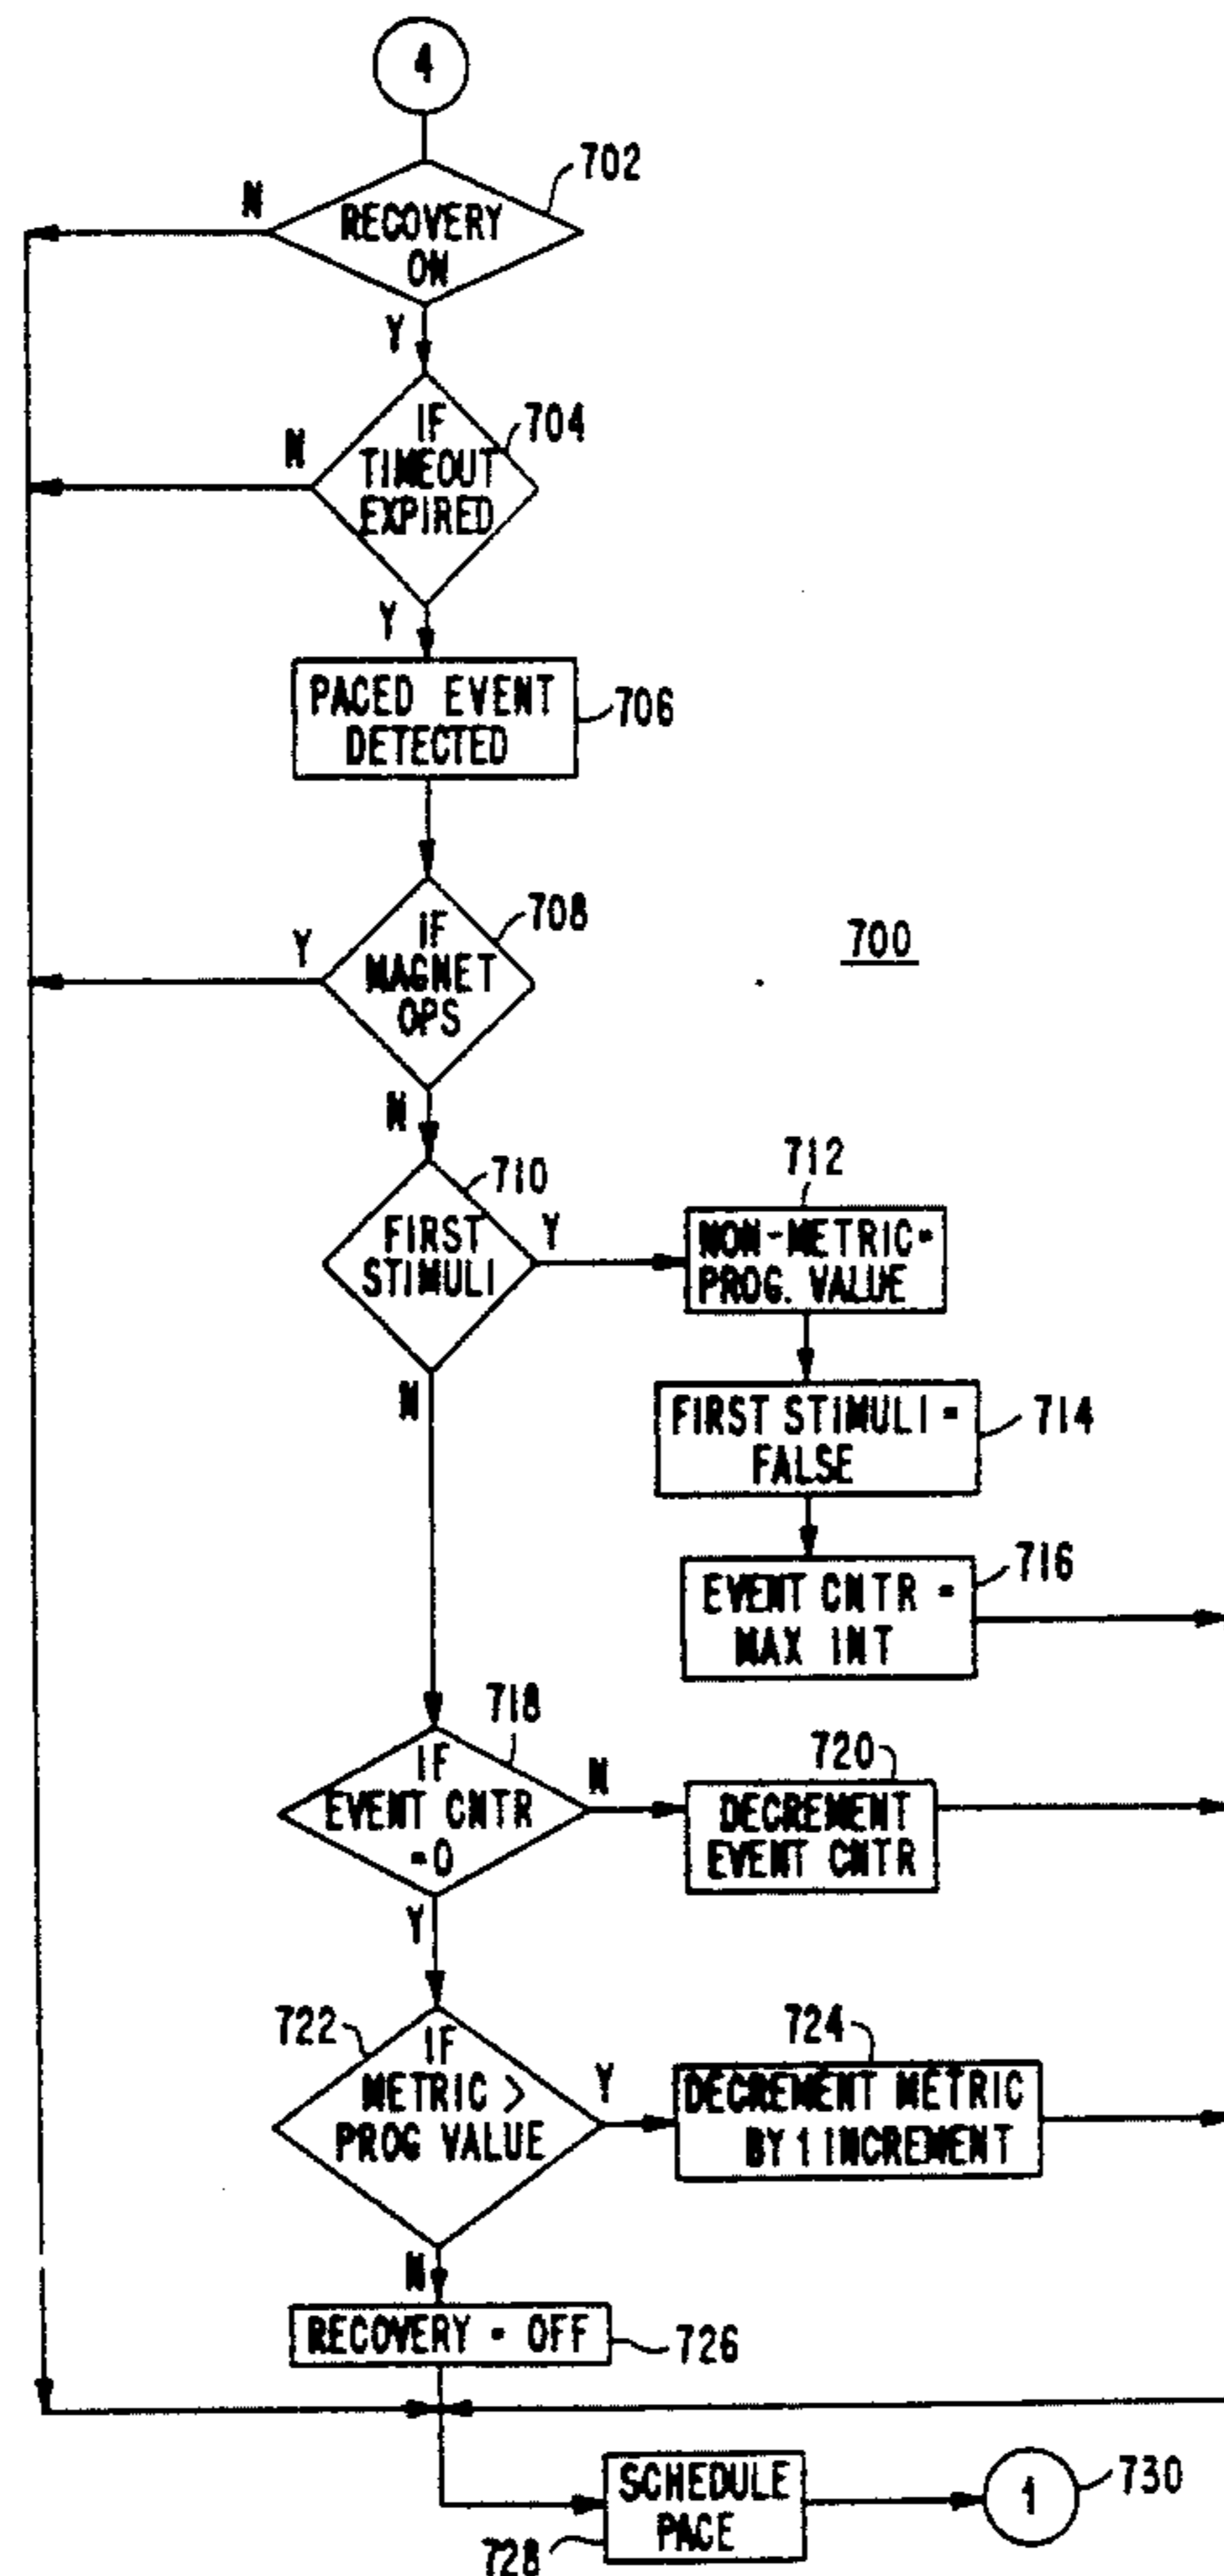 4
702
N
RECOVERY
ON
Y
IF
TIMEOUT
EXPIRED
704
N
Y
PACED EVENT
DETECTED
706
IF
MAGNET
OPS
708
Y
700
N
710
FIRST
STIMULI
Y
712
NON-METRIC=
PROG. VALUE
N
FIRST STIMULI =
FALSE
714
EVENT CNTR =
MAX INT
716
718
IF
EVENT CNTR
=0
N
720
DECREMENT
EVENT CNTR
Y
722
IF
METRIC >
PROG VALUE
Y
724
DECREMENT METRIC
BY 1 INCREMENT
N
RECOVERY = OFF
726
SCHEDULE
PACE
728
1
730